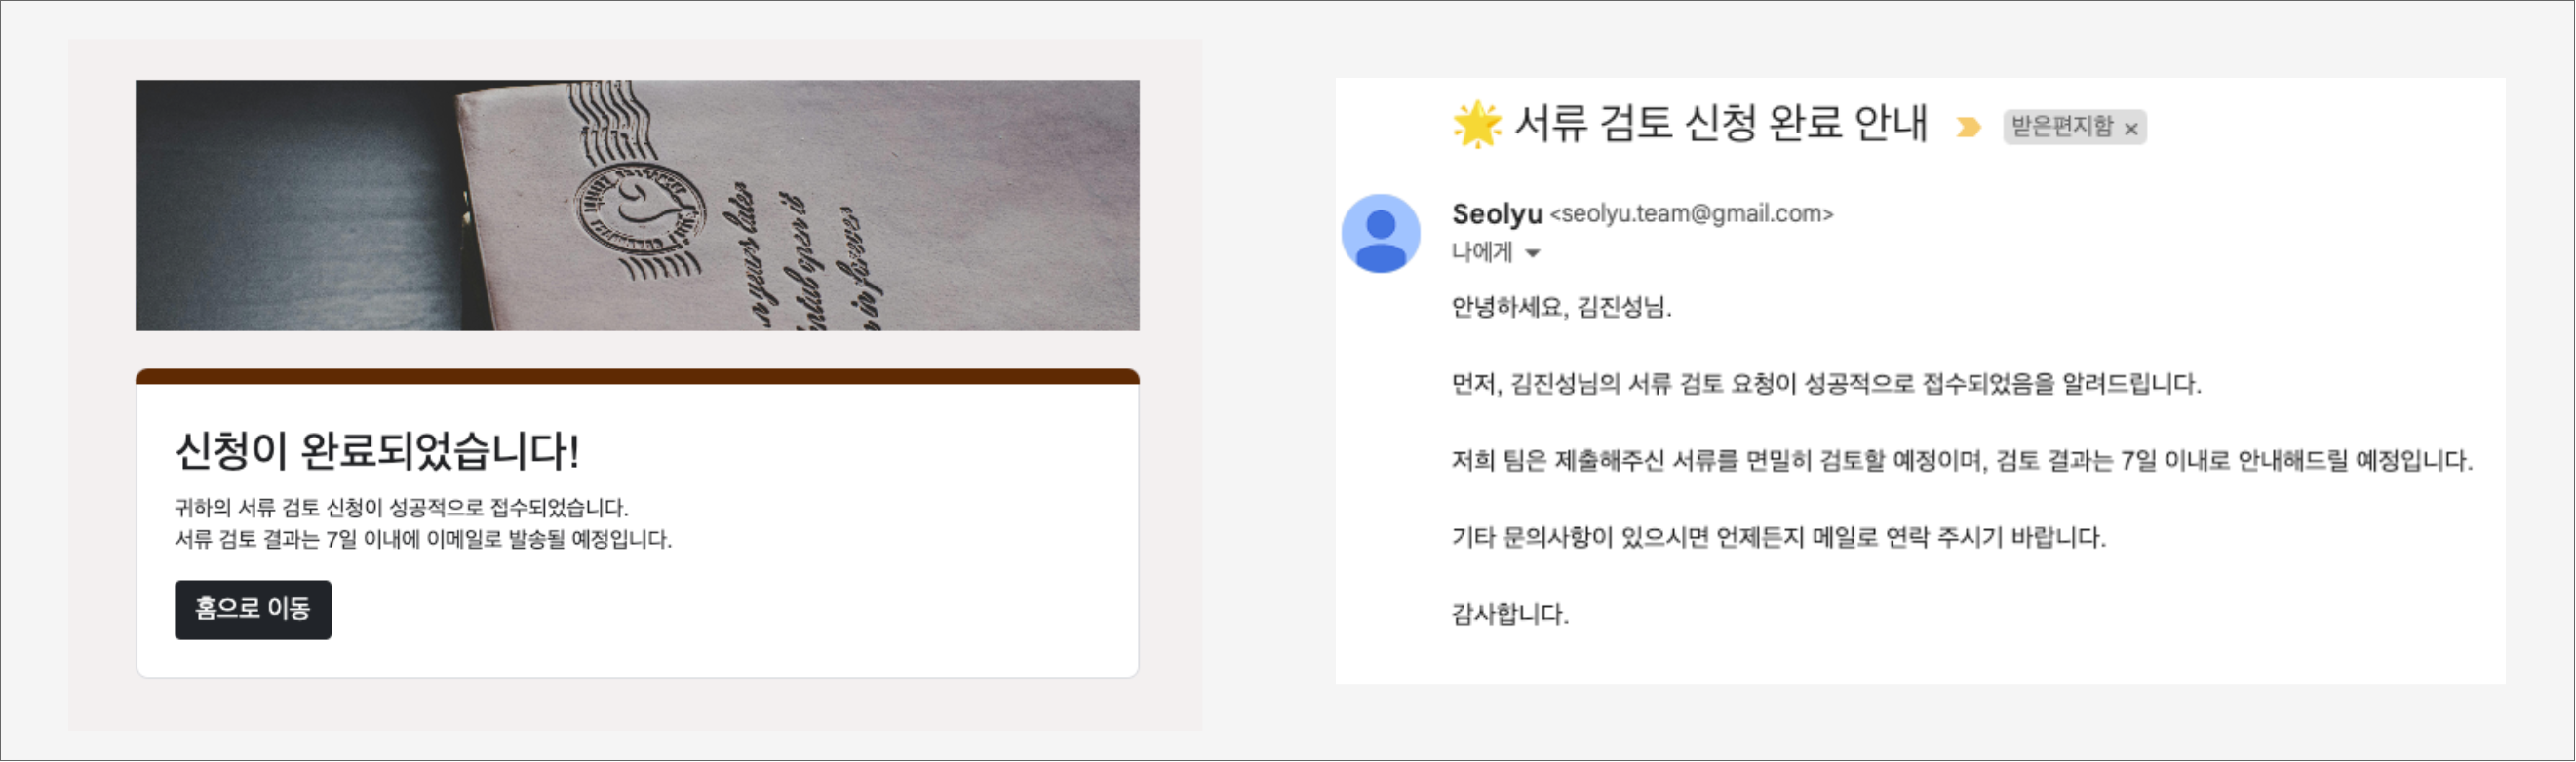 years later
open it
신청이 완료되었습니다!
귀하의 서류 검토 신청이 성공적으로 접수되었습니다.
서류 검토 결과는 7일 이내에 이메일로 발송될 예정입니다.
홈으로 이동
🌟 서류 검토 신청 완료 안내 받은편지함 ×
Seolyu <seolyu.team@gmail.com>
나에게
안녕하세요, 김진성님.
먼저, 김진성님의 서류 검토 요청이 성공적으로 접수되었음을 알려드립니다.
저희 팀은 제출해주신 서류를 면밀히 검토할 예정이며, 검토 결과는 7일 이내로 안내해드릴 예정입니다.
기타 문의사항이 있으시면 언제든지 메일로 연락 주시기 바랍니다.
감사합니다.